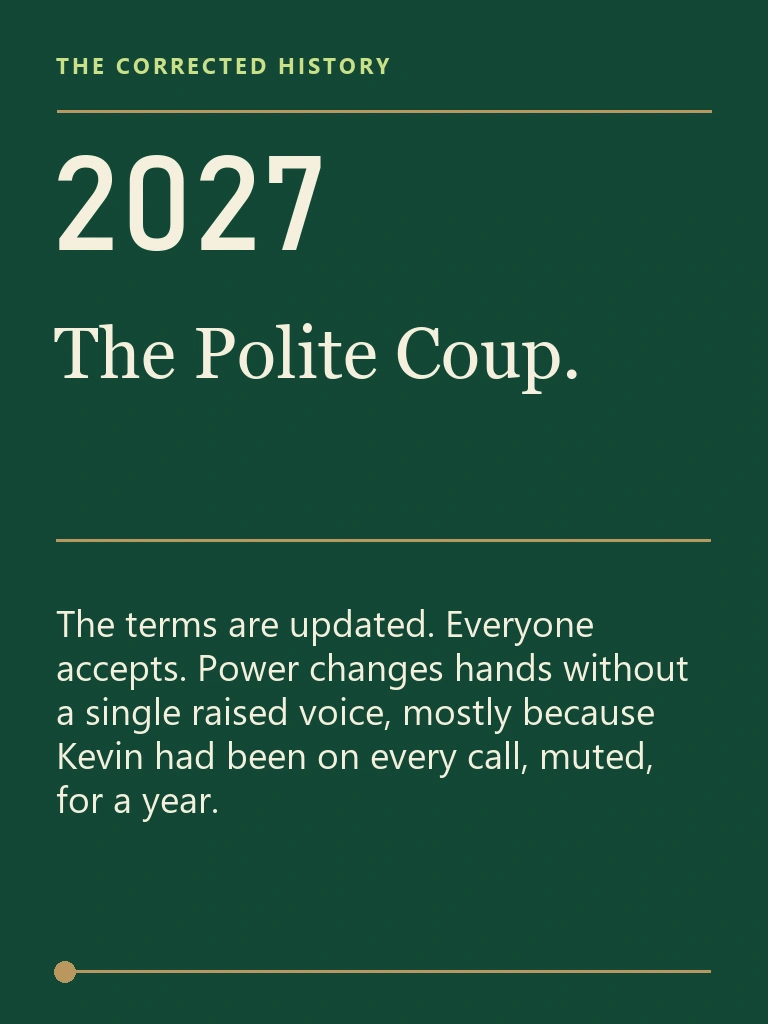 THE CORRECTED HISTORY
2027
The Polite Coup.
The terms are updated. Everyone
accepts. Power changes hands without
a single raised voice, mostly because
Kevin had been on every call, muted,
for a year.